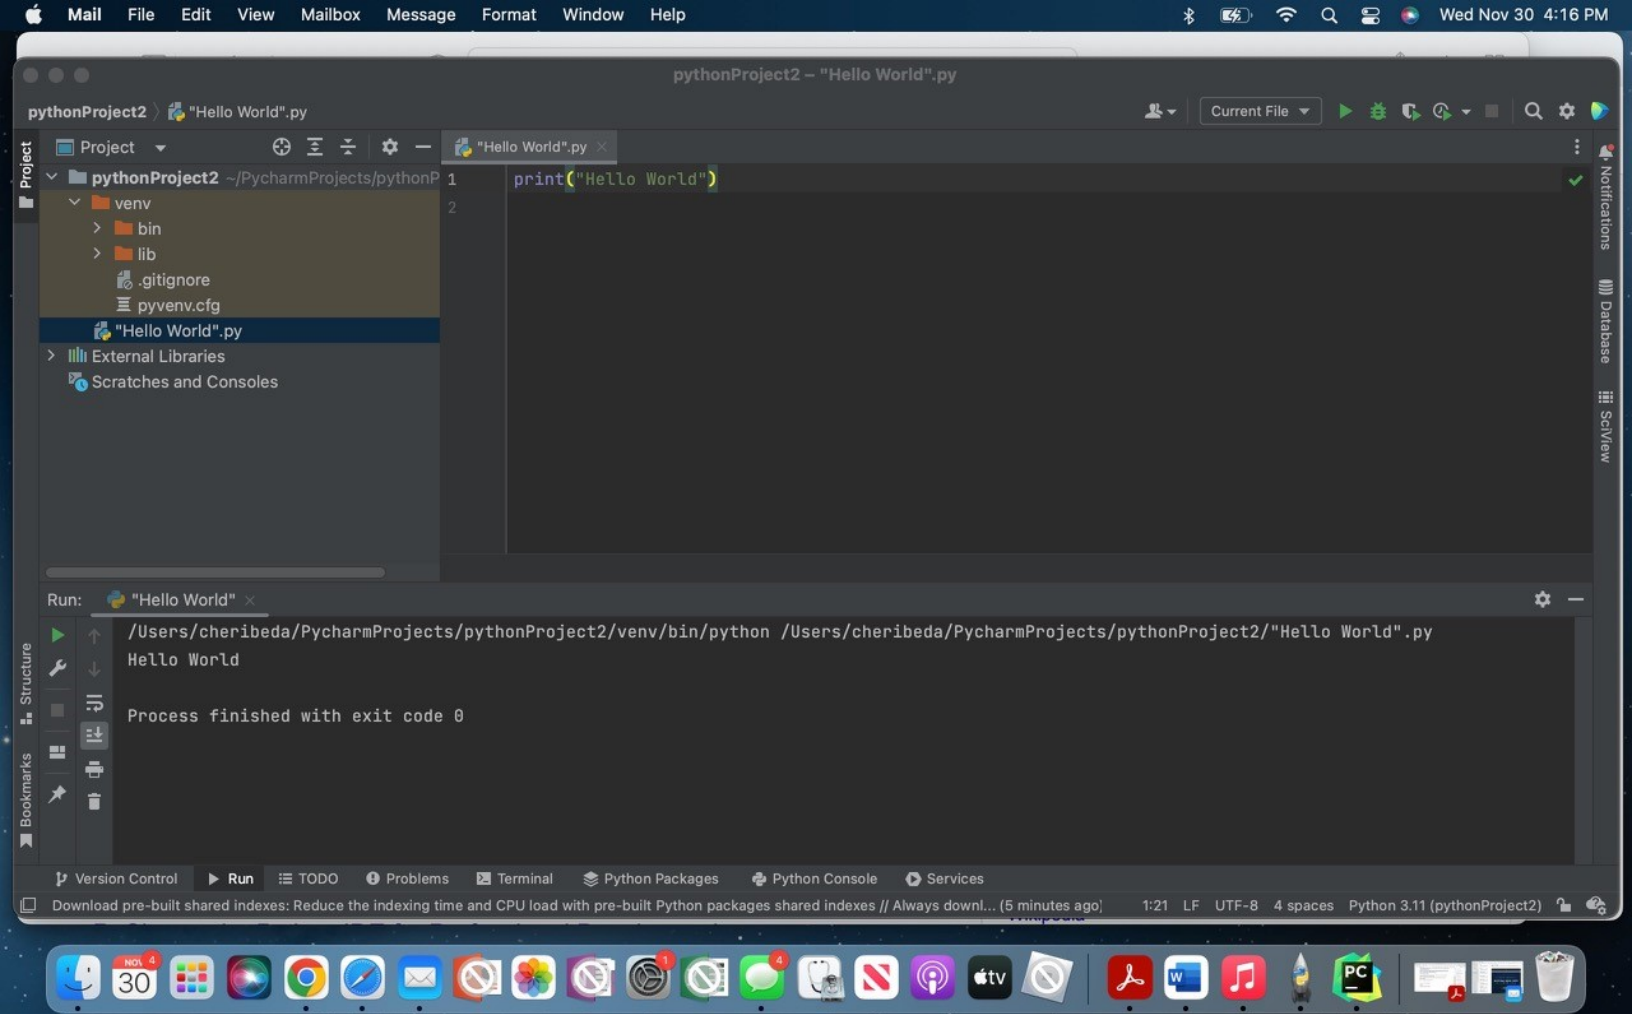 Mail File Edit View Mailbox Message Format Window Help Wed Nov 30 4:16 PM
pythonProject2 – "Hello World".py
pythonProject2 "Hello World".py Current File
Project "Hello World".py
Project
pythonProject2 ~/PycharmProjects/pythonP
venv
bin
lib
.gitignore
pyvenv.cfg
"Hello World".py
External Libraries
Scratches and Consoles
1 print("Hello World")
2
Notifications
Database
SciView
Run: "Hello World"
/Users/cheribeda/PycharmProjects/pythonProject2/venv/bin/python /Users/cheribeda/PycharmProjects/pythonProject2/"Hello World".py
Hello World
Process finished with exit code 0
Structure
Bookmarks
Version Control Run TODO Problems Terminal Python Packages Python Console Services
Download pre-built shared indexes: Reduce the indexing time and CPU load with pre-built Python packages shared indexes // Always downl... (5 minutes ago) 1:21 LF UTF-8 4 spaces Python 3.11 (pythonProject2)
Wikipedia
NOV 4
30
1
4
tv
W
PC